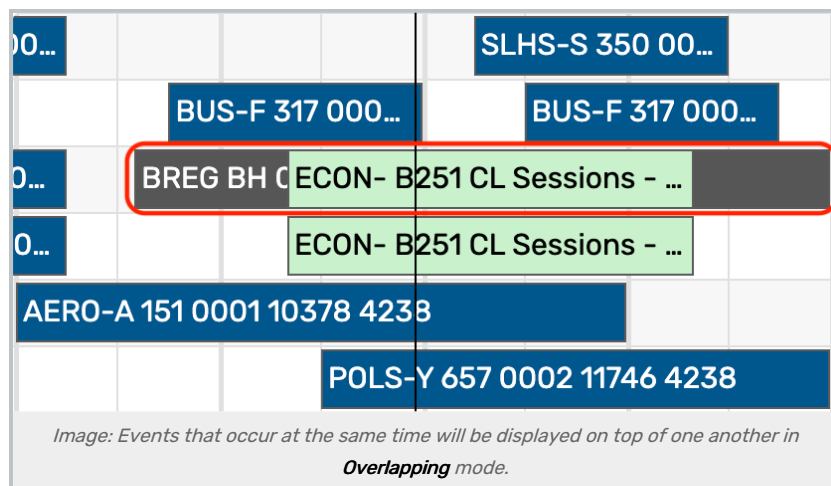 00... SLHS-S 350 00...
BUS-F 317 000... BUS-F 317 000...
0... BREG BH ECON- B251 CL Sessions - ...
0... ECON- B251 CL Sessions - ...
AERO-A 151 0001 10378 4238
POLS-Y 657 0002 11746 4238
Image: Events that occur at the same time will be displayed on top of one another in
Overlapping mode.